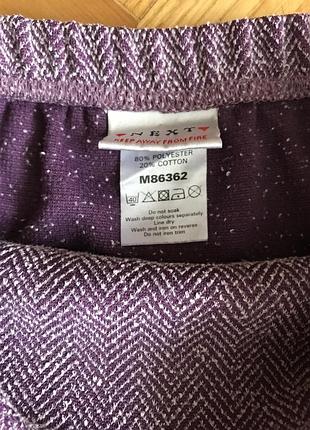 NEXT
KEEP AWAY FROM FIRE
80% POLYESTER
20% COTTON
M86362
40
Do not soak
Wash deep colours separately
Line dry
Wash and iron on reverse
Do not iron trim